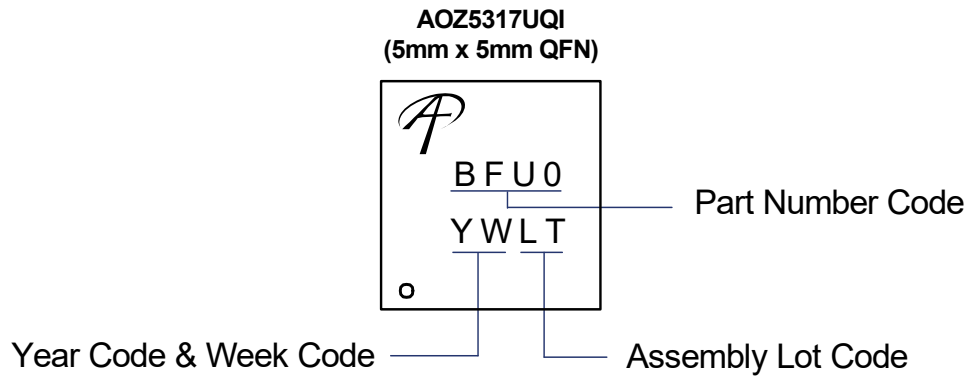 AOZ5317UQI
(5mm x 5mm QFN)
BFU0
Part Number Code
YWLT
Year Code & Week Code
Assembly Lot Code